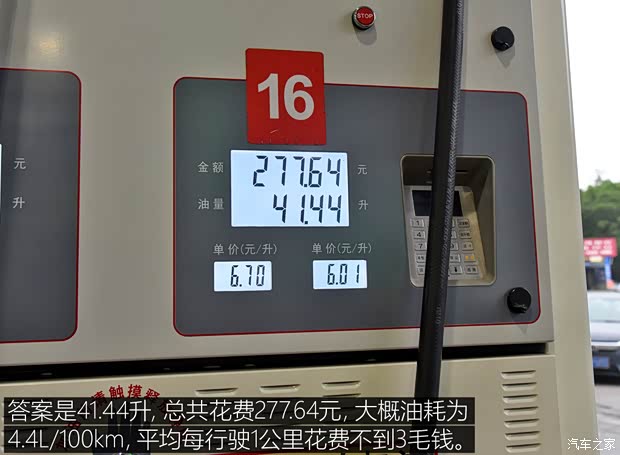 STOP
16
元
金额 277.64 元
升
油量 41.44 升
单价(元/升) 单价(元/升)
6.70 6.01
触摸
答案是41.44升, 总共花费277.64元, 大概油耗为
4.4L/100km, 平均每行驶1公里花费不到3毛钱。
汽车之家